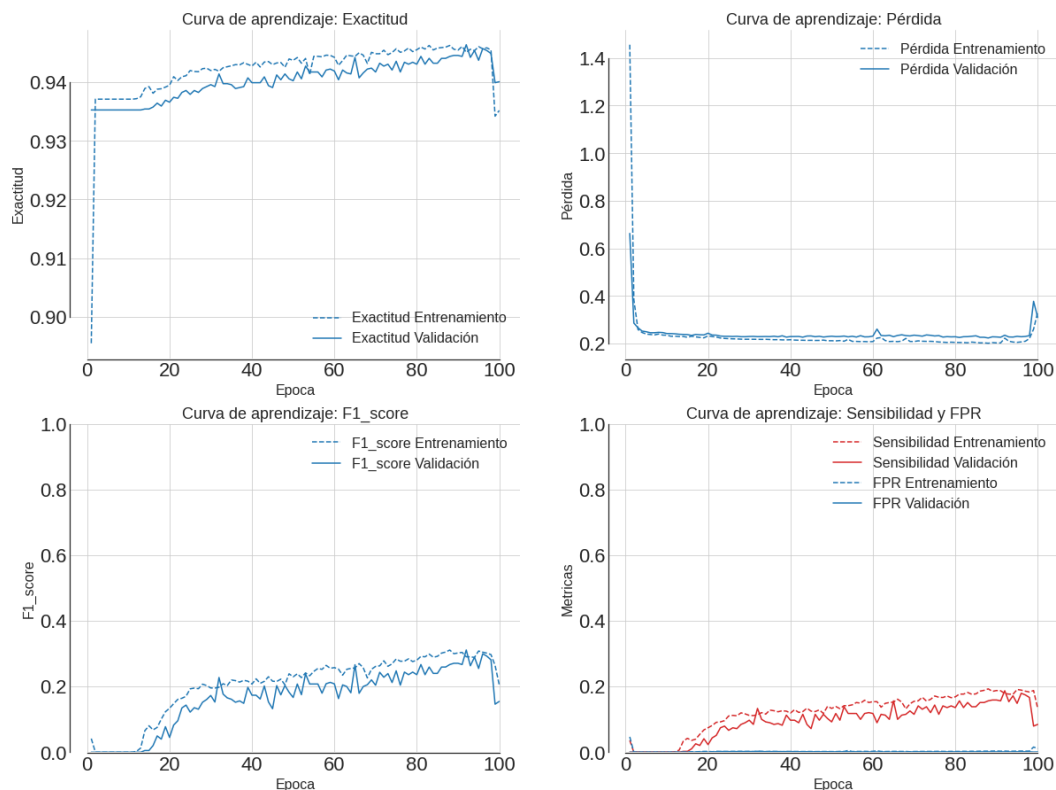 Curva de aprendizaje: Exactitud
0.94
0.93
0.92
0.91
0.90
Exactitud
Exactitud Entrenamiento
Exactitud Validación
0
20
40
60
80
100
Epoca
Curva de aprendizaje: Pérdida
1.4
1.2
1.0
0.8
0.6
0.4
0.2
Pérdida
Pérdida Entrenamiento
Pérdida Validación
0
20
40
60
80
100
Epoca
Curva de aprendizaje: F1_score
1.0
0.8
0.6
0.4
0.2
0.0
F1_score
F1_score Entrenamiento
F1_score Validación
0
20
40
60
80
100
Epoca
Curva de aprendizaje: Sensibilidad y FPR
1.0
0.8
0.6
0.4
0.2
0.0
Metricas
Sensibilidad Entrenamiento
Sensibilidad Validación
FPR Entrenamiento
FPR Validación
0
20
40
60
80
100
Epoca